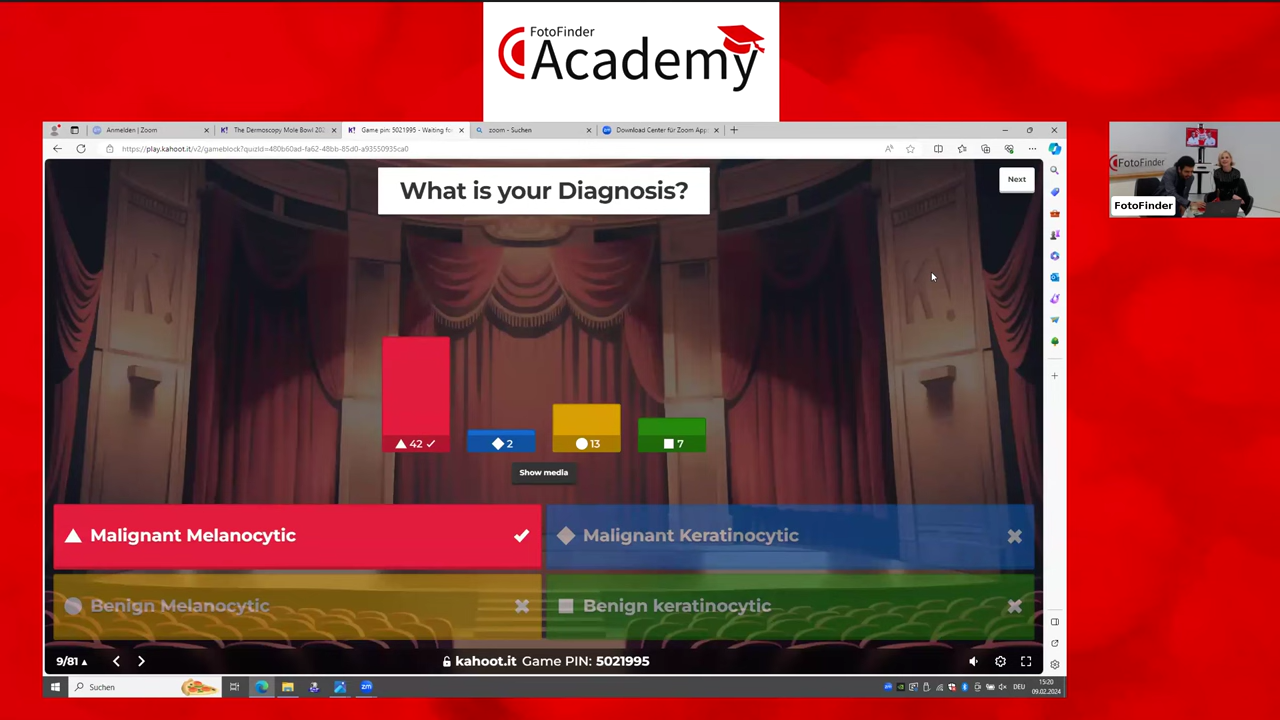 FotoFinder
Academy
Anmelden | Zoom
The Dermoscopy Mole Bowl 202
Game pin: 5021995 - Waiting fo
zoom - Suchen
Download Center für Zoom App
https://play.kahoot.it/v2/gameblock?quizId=480b60ad-fa62-48bb-85d0-a93550935ca0
What is your Diagnosis?
Next
FotoFinder
FotoFinder
42
2
13
7
Show media
Malignant Melanocytic
Malignant Keratinocytic
Benign Melanocytic
Benign keratinocytic
9/81
kahoot.it Game PIN: 5021995
Suchen
DEU
15:20
09.02.2024